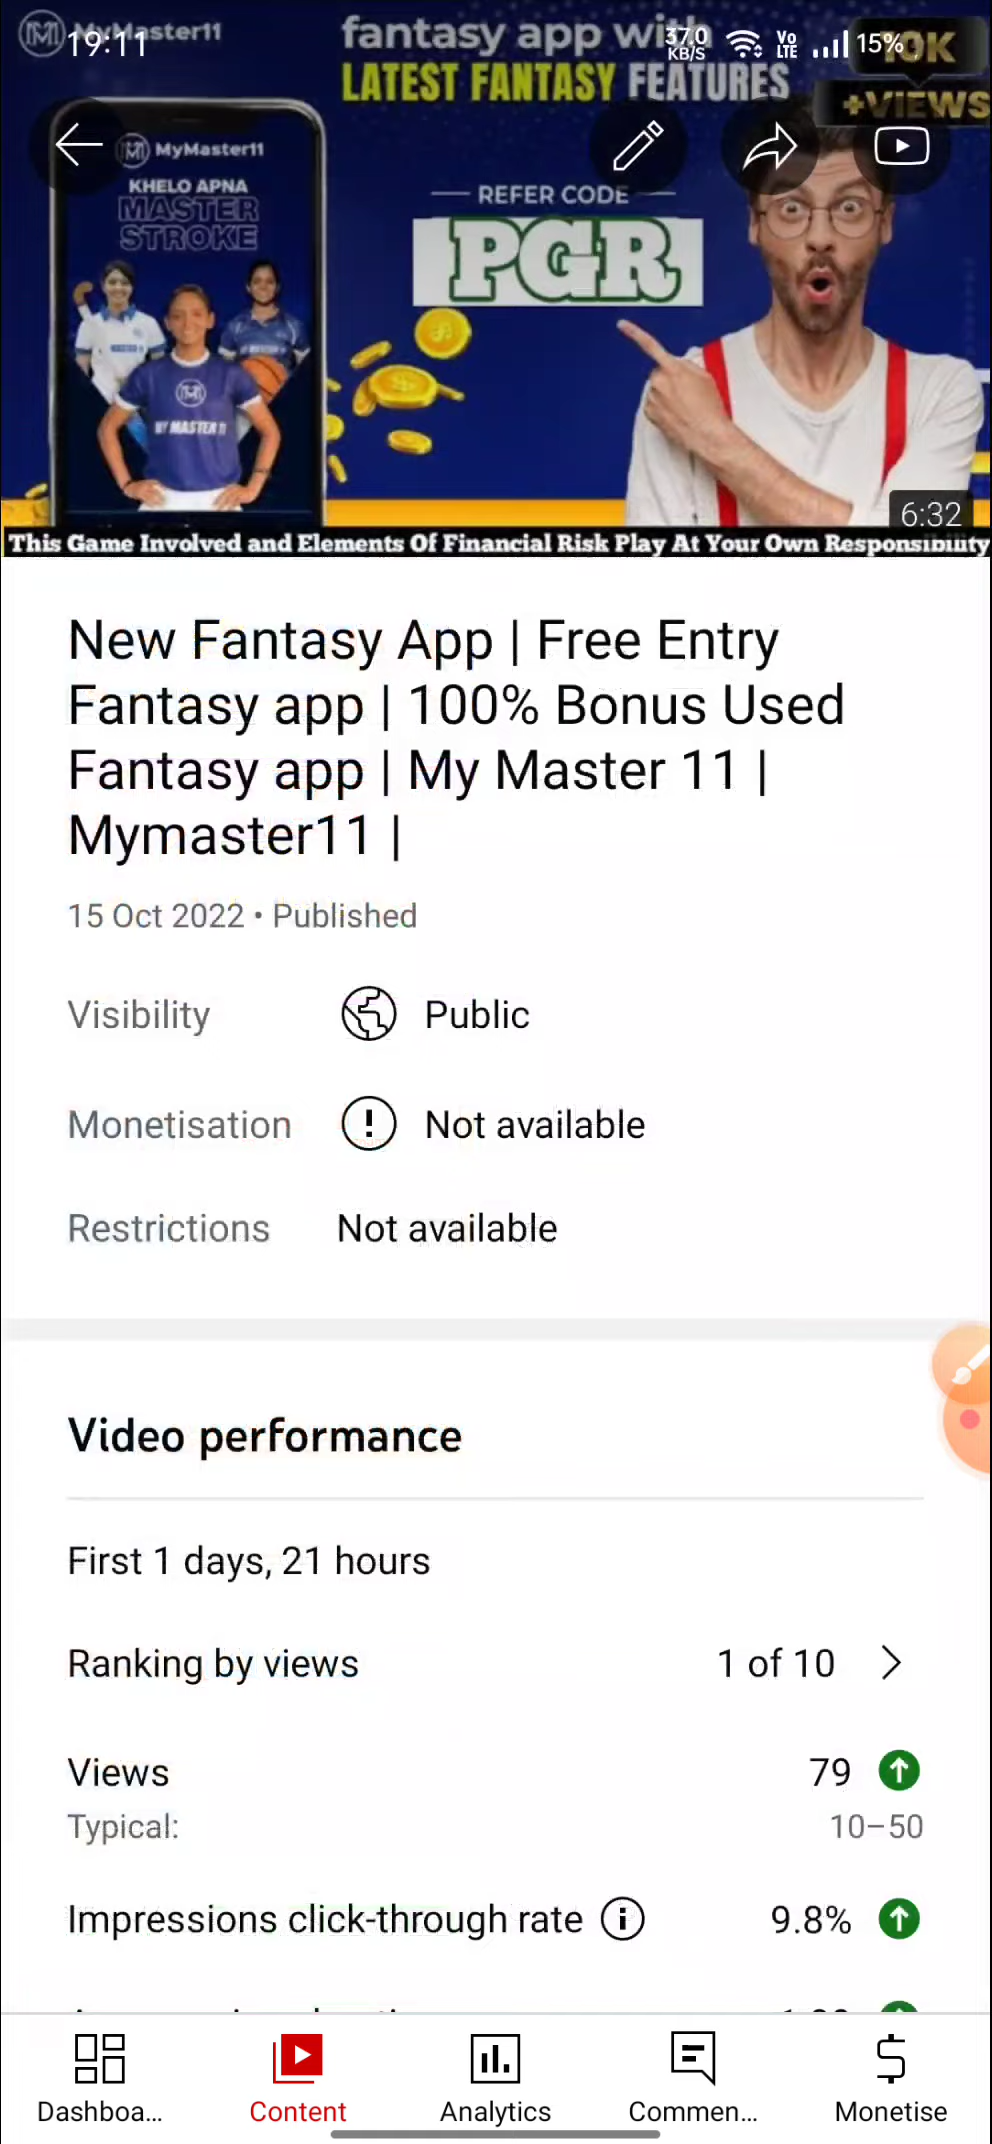 MyMaster11
19:11
fantasy app with
37.0
KB/S
Vo
LTE
15%
10K
LATEST FANTASY FEATURES
+VIEWS
MyMaster11
KHELO APNA
MASTER
STROKE
REFER CODE
PGR
MY MASTER 11
6:32
This Game Involved and Elements Of Financial Risk Play At Your Own Responsibility
New Fantasy App | Free Entry
Fantasy app | 100% Bonus Used
Fantasy app | My Master 11 |
Mymaster11 |
15 Oct 2022 • Published
Visibility Public
Monetisation Not available
Restrictions Not available
Video performance
First 1 days, 21 hours
Ranking by views 1 of 10
Views 79
Typical: 10–50
Impressions click-through rate 9.8%
Dashboa... Content Analytics Commen... Monetise